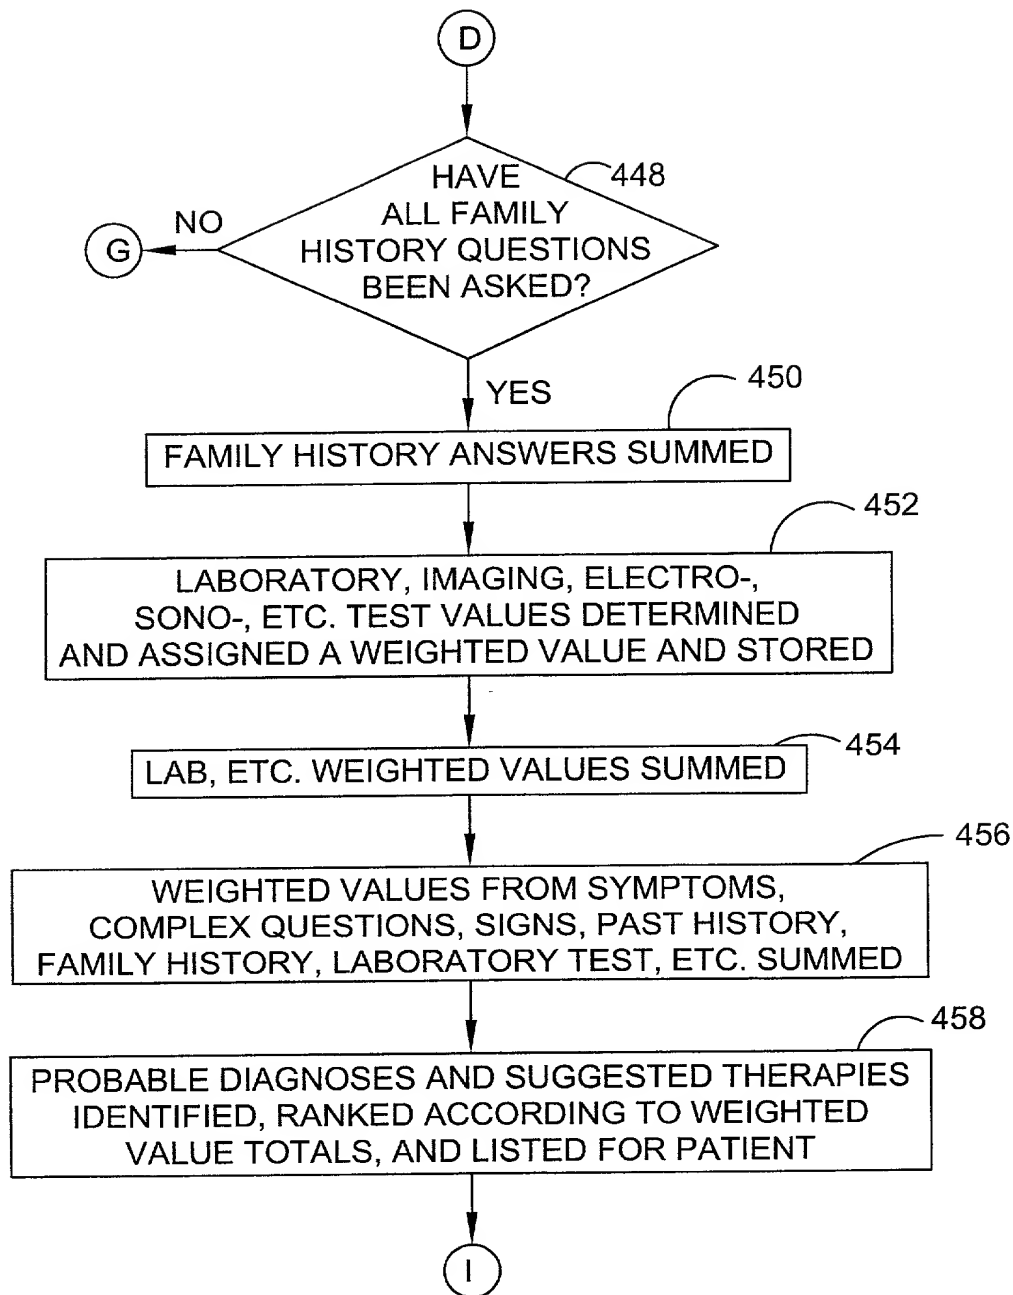 D
HAVE
ALL FAMILY
HISTORY QUESTIONS
BEEN ASKED?
448
NO
G
YES
450
FAMILY HISTORY ANSWERS SUMMED
452
LABORATORY, IMAGING, ELECTRO-,
SONO-, ETC. TEST VALUES DETERMINED
AND ASSIGNED A WEIGHTED VALUE AND STORED
454
LAB, ETC. WEIGHTED VALUES SUMMED
456
WEIGHTED VALUES FROM SYMPTOMS,
COMPLEX QUESTIONS, SIGNS, PAST HISTORY,
FAMILY HISTORY, LABORATORY TEST, ETC. SUMMED
458
PROBABLE DIAGNOSES AND SUGGESTED THERAPIES
IDENTIFIED, RANKED ACCORDING TO WEIGHTED
VALUE TOTALS, AND LISTED FOR PATIENT
I